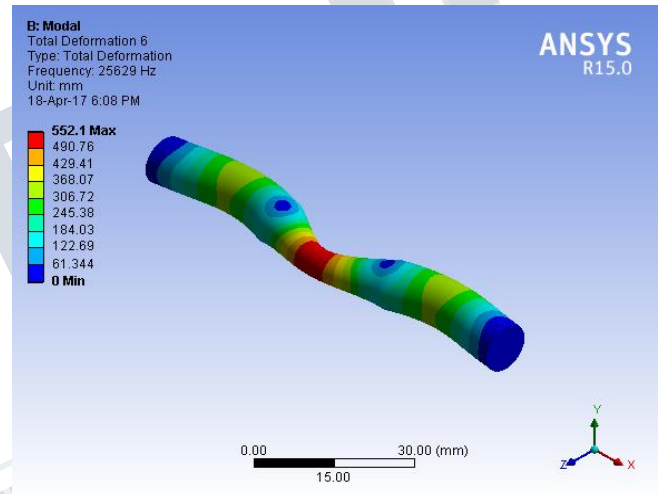 B: Modal
Total Deformation 6
Type: Total Deformation
Frequency: 25629 Hz
Unit: mm
18-Apr-17 6:08 PM
ANSYS
R15.0
552.1 Max
490.76
429.41
368.07
306.72
245.38
184.03
122.69
61.344
0 Min
0.00 30.00 (mm)
15.00
Y
Z X